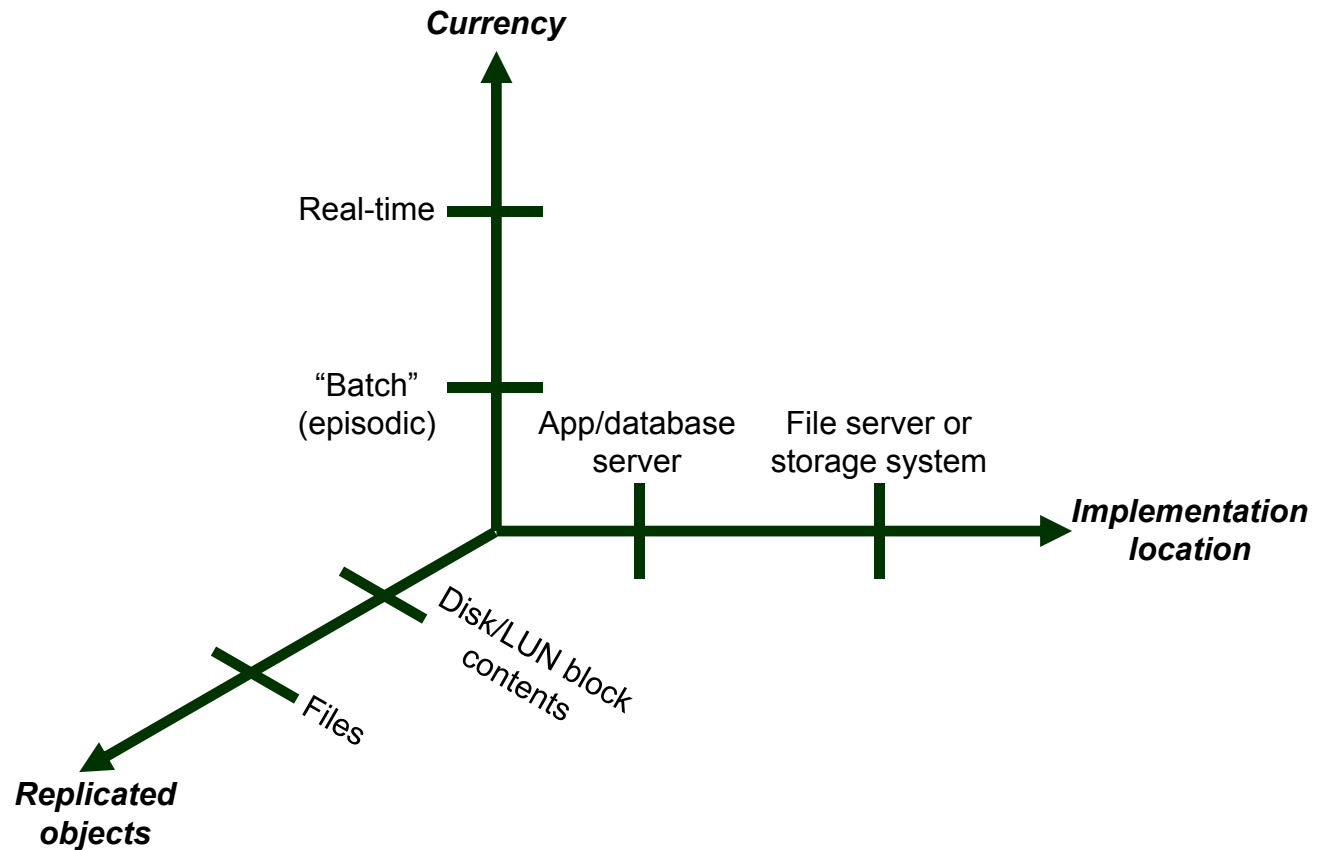 Currency
Real-time
“Batch”
(episodic)
App/database
server
File server or
storage system
Implementation
location
Disk/LUN block
contents
Files
Replicated
objects